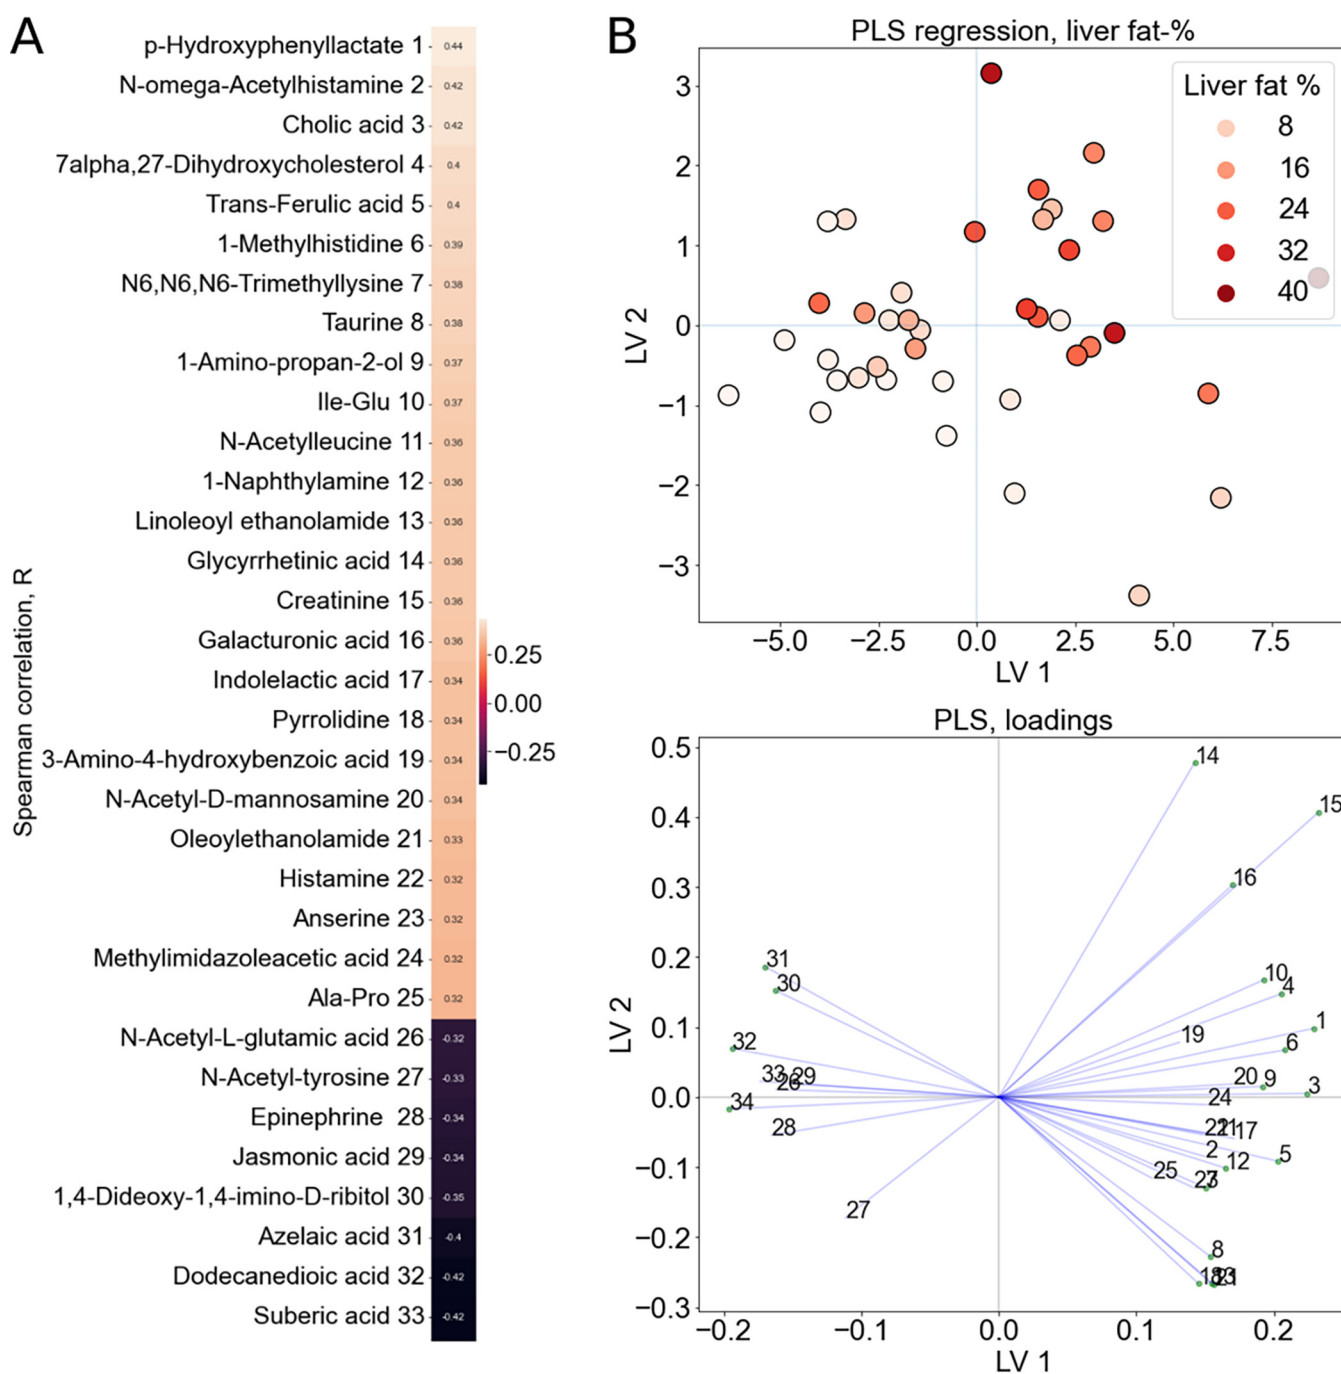 A
p-Hydroxyphenyllactate 1 0.44
N-omega-Acetylhistamine 2 0.42
Cholic acid 3 0.42
7alpha,27-Dihydroxycholesterol 4 0.4
Trans-Ferulic acid 5 0.4
1-Methylhistidine 6 0.39
N6,N6,N6-Trimethyllysine 7 0.38
Taurine 8 0.38
1-Amino-propan-2-ol 9 0.37
Ile-Glu 10 0.37
N-Acetylleucine 11 0.36
1-Naphthylamine 12 0.36
Linoleoyl ethanolamide 13 0.36
Glycyrrhetinic acid 14 0.36
Creatinine 15 0.36
Galacturonic acid 16 0.36
Indolelactic acid 17 0.34
Pyrrolidine 18 0.34
3-Amino-4-hydroxybenzoic acid 19 0.34
N-Acetyl-D-mannosamine 20 0.34
Oleoylethanolamide 21 0.33
Histamine 22 0.32
Anserine 23 0.32
Methylimidazoleacetic acid 24 0.32
Ala-Pro 25 0.32
N-Acetyl-L-glutamic acid 26 -0.32
N-Acetyl-tyrosine 27 -0.33
Epinephrine 28 -0.34
Jasmonic acid 29 -0.34
1,4-Dideoxy-1,4-imino-D-ribitol 30 -0.35
Azelaic acid 31 -0.4
Dodecanedioic acid 32 -0.42
Suberic acid 33 -0.42
Spearman correlation, R
0.25
0.00
−0.25
B
PLS regression, liver fat-%
Liver fat %
8
16
24
32
40
3
2
1
0
−1
−2
−3
LV 2
−5.0 −2.5 0.0 2.5 5.0 7.5
LV 1
PLS, loadings
0.5
0.4
0.3
0.2
0.1
0.0
−0.1
−0.2
−0.3
LV 2
14
15
16
31
30
10
4
1
19
32
6
33
26
29
20
9
3
34
24
28
17
2
5
12
25
27
8
−0.2 −0.1 0.0 0.1 0.2
LV 1